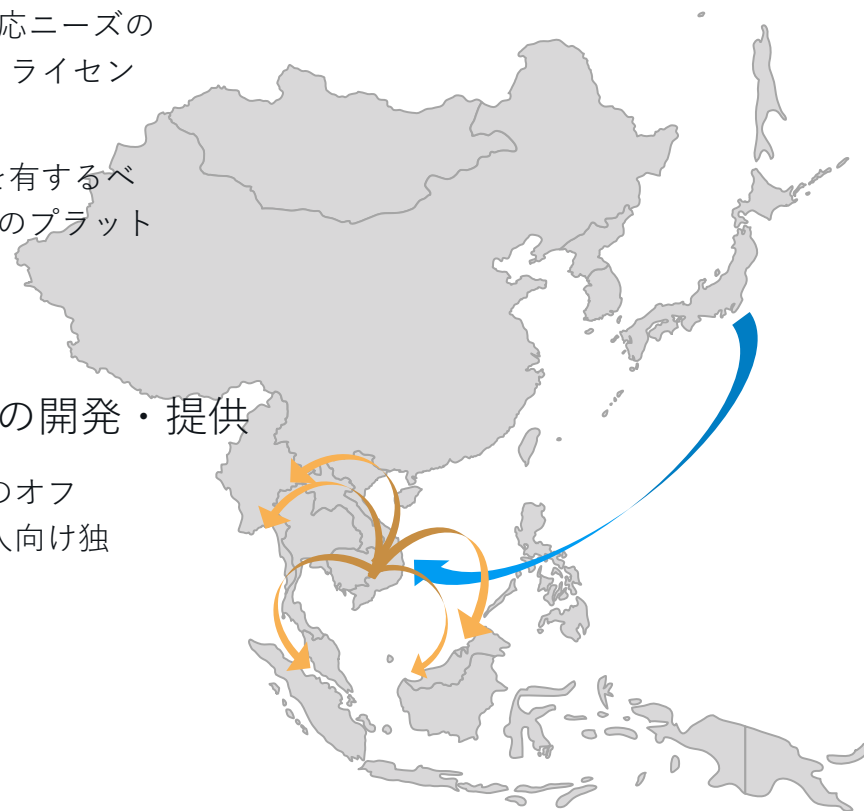 応ニーズの
ライセン
を有するベ
のプラット
の開発・提供
のオフ
人向け独